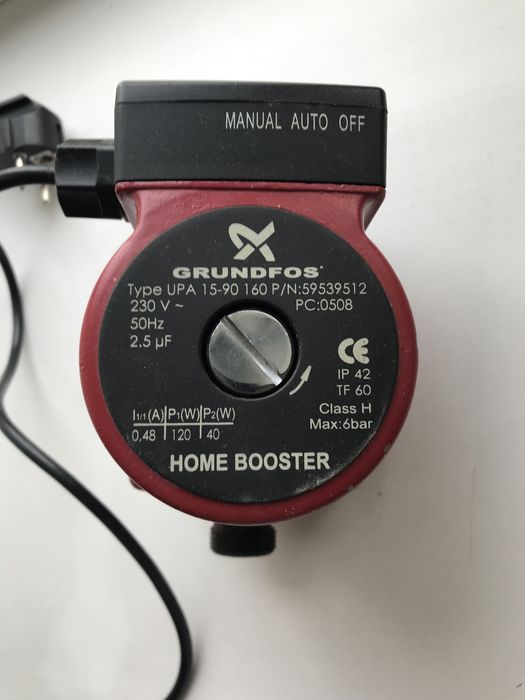 MANUAL AUTO OFF
GRUNDFOS
Type UPA 15-90 160 P/N:59539512
230 V ~ PC:0508
50Hz
2.5 µF
CE
IP 42
TF 60
I1/1(A) P1(W) P2(W)
0,48 120 40
Class H
Max:6bar
HOME BOOSTER